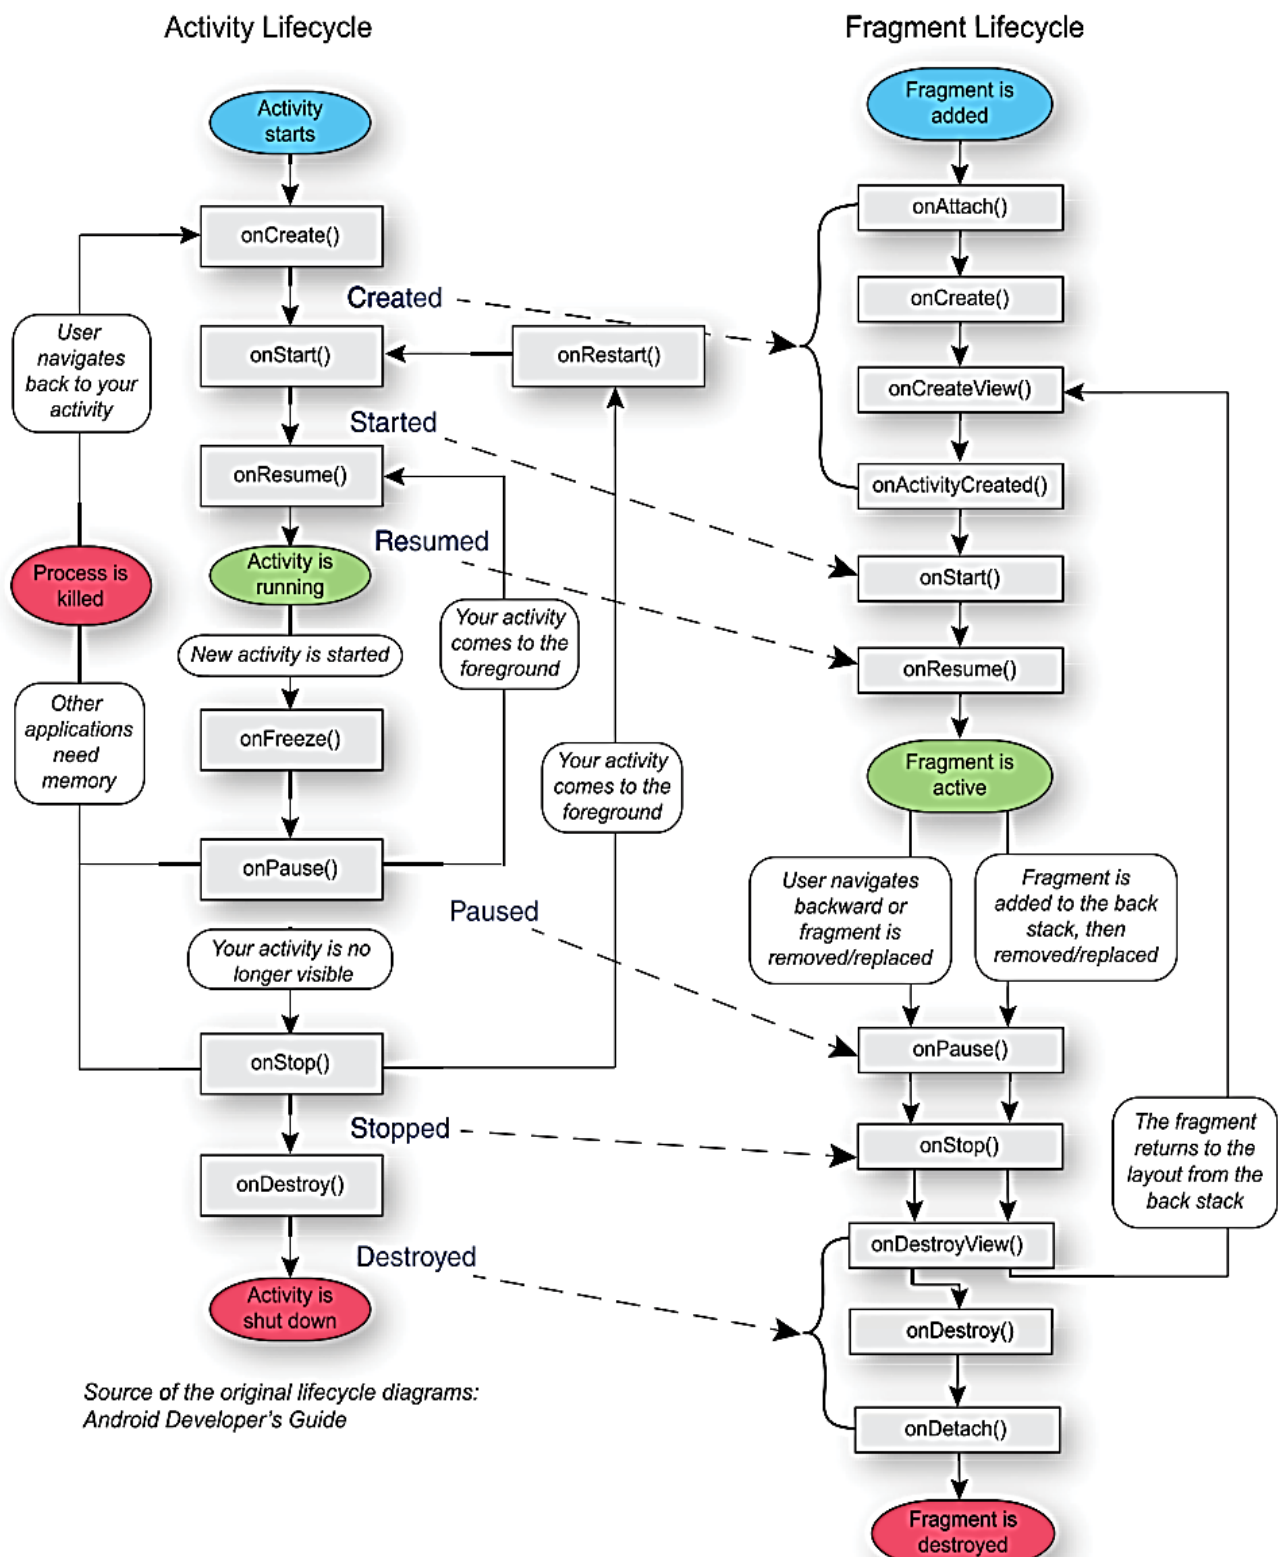 Activity Lifecycle
Activity
starts
onCreate()
Created
User
navigates
back to your
activity
onStart()
onRestart()
Started
onResume()
Resumed
Process is
killed
Activity is
running
Your activity
comes to the
foreground
New activity is started
Other
applications
need
memory
onFreeze()
Your activity
comes to the
foreground
onPause()
Paused
Your activity is no
longer visible
onStop()
Stopped
onDestroy()
Destroyed
Activity is
shut down
Source of the original lifecycle diagrams:
Android Developer's Guide
Fragment Lifecycle
Fragment is
added
onAttach()
onCreate()
onCreateView()
onActivityCreated()
onStart()
onResume()
Fragment is
active
User navigates
backward or
fragment is
removed/replaced
Fragment is
added to the back
stack, then
removed/replaced
onPause()
onStop()
The fragment
returns to the
layout from the
back stack
onDestroyView()
onDestroy()
onDetach()
Fragment is
destroyed